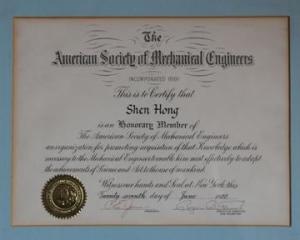 The
American Society of Mechanical Engineers
INCORPORATED 1881
This is to Certify that
Shen Hong
is an Honorary Member of
The American Society of Mechanical Engineers
an organization for promoting acquisition of that Knowledge which is
necessary to the Mechanical Engineer to enable him most effectively to adapt
the achievements of Science and Art to the use of mankind.
Witness our hands and Seal at New York, this
Twenty seventh day of June